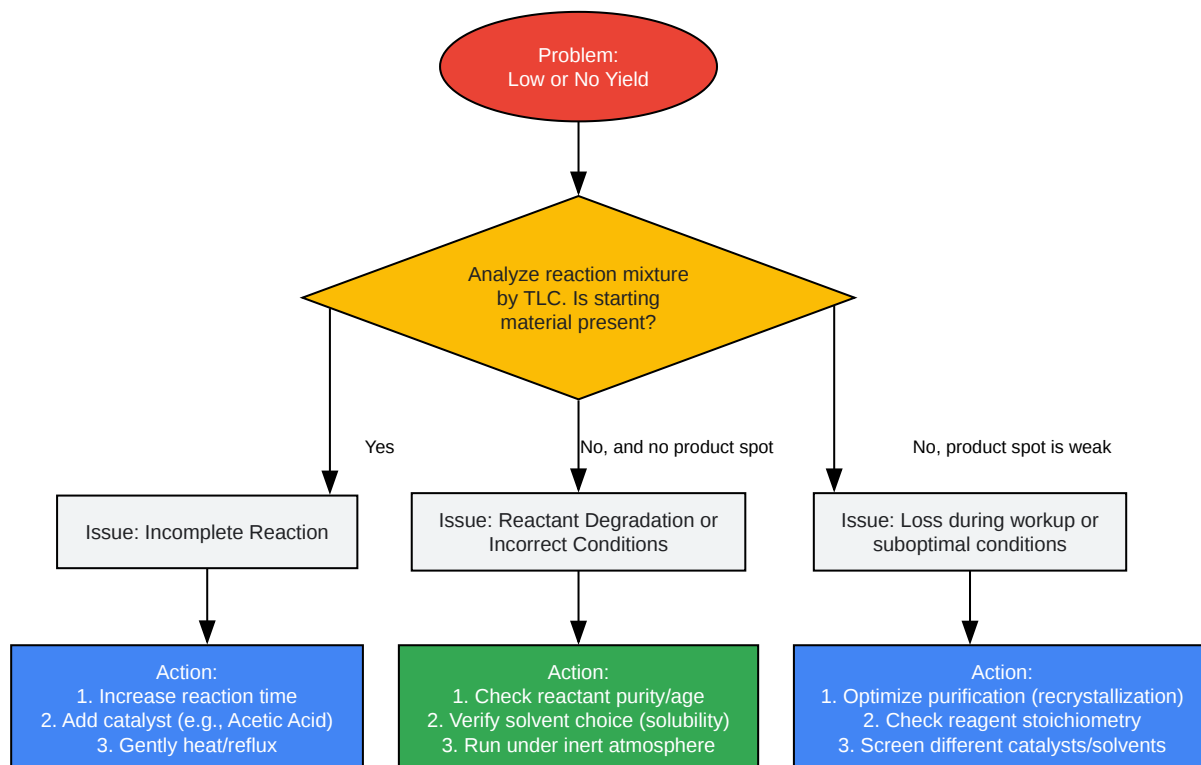 Problem:
Low or No Yield
Analyze reaction mixture
by TLC. Is starting
material present?
Yes
No, and no product spot
No, product spot is weak
Issue: Incomplete Reaction
Issue: Reactant Degradation or
Incorrect Conditions
Issue: Loss during workup or
suboptimal conditions
Action:
1. Increase reaction time
2. Add catalyst (e.g., Acetic Acid)
3. Gently heat/reflux
Action:
1. Check reactant purity/age
2. Verify solvent choice (solubility)
3. Run under inert atmosphere
Action:
1. Optimize purification (recrystallization)
2. Check reagent stoichiometry
3. Screen different catalysts/solvents